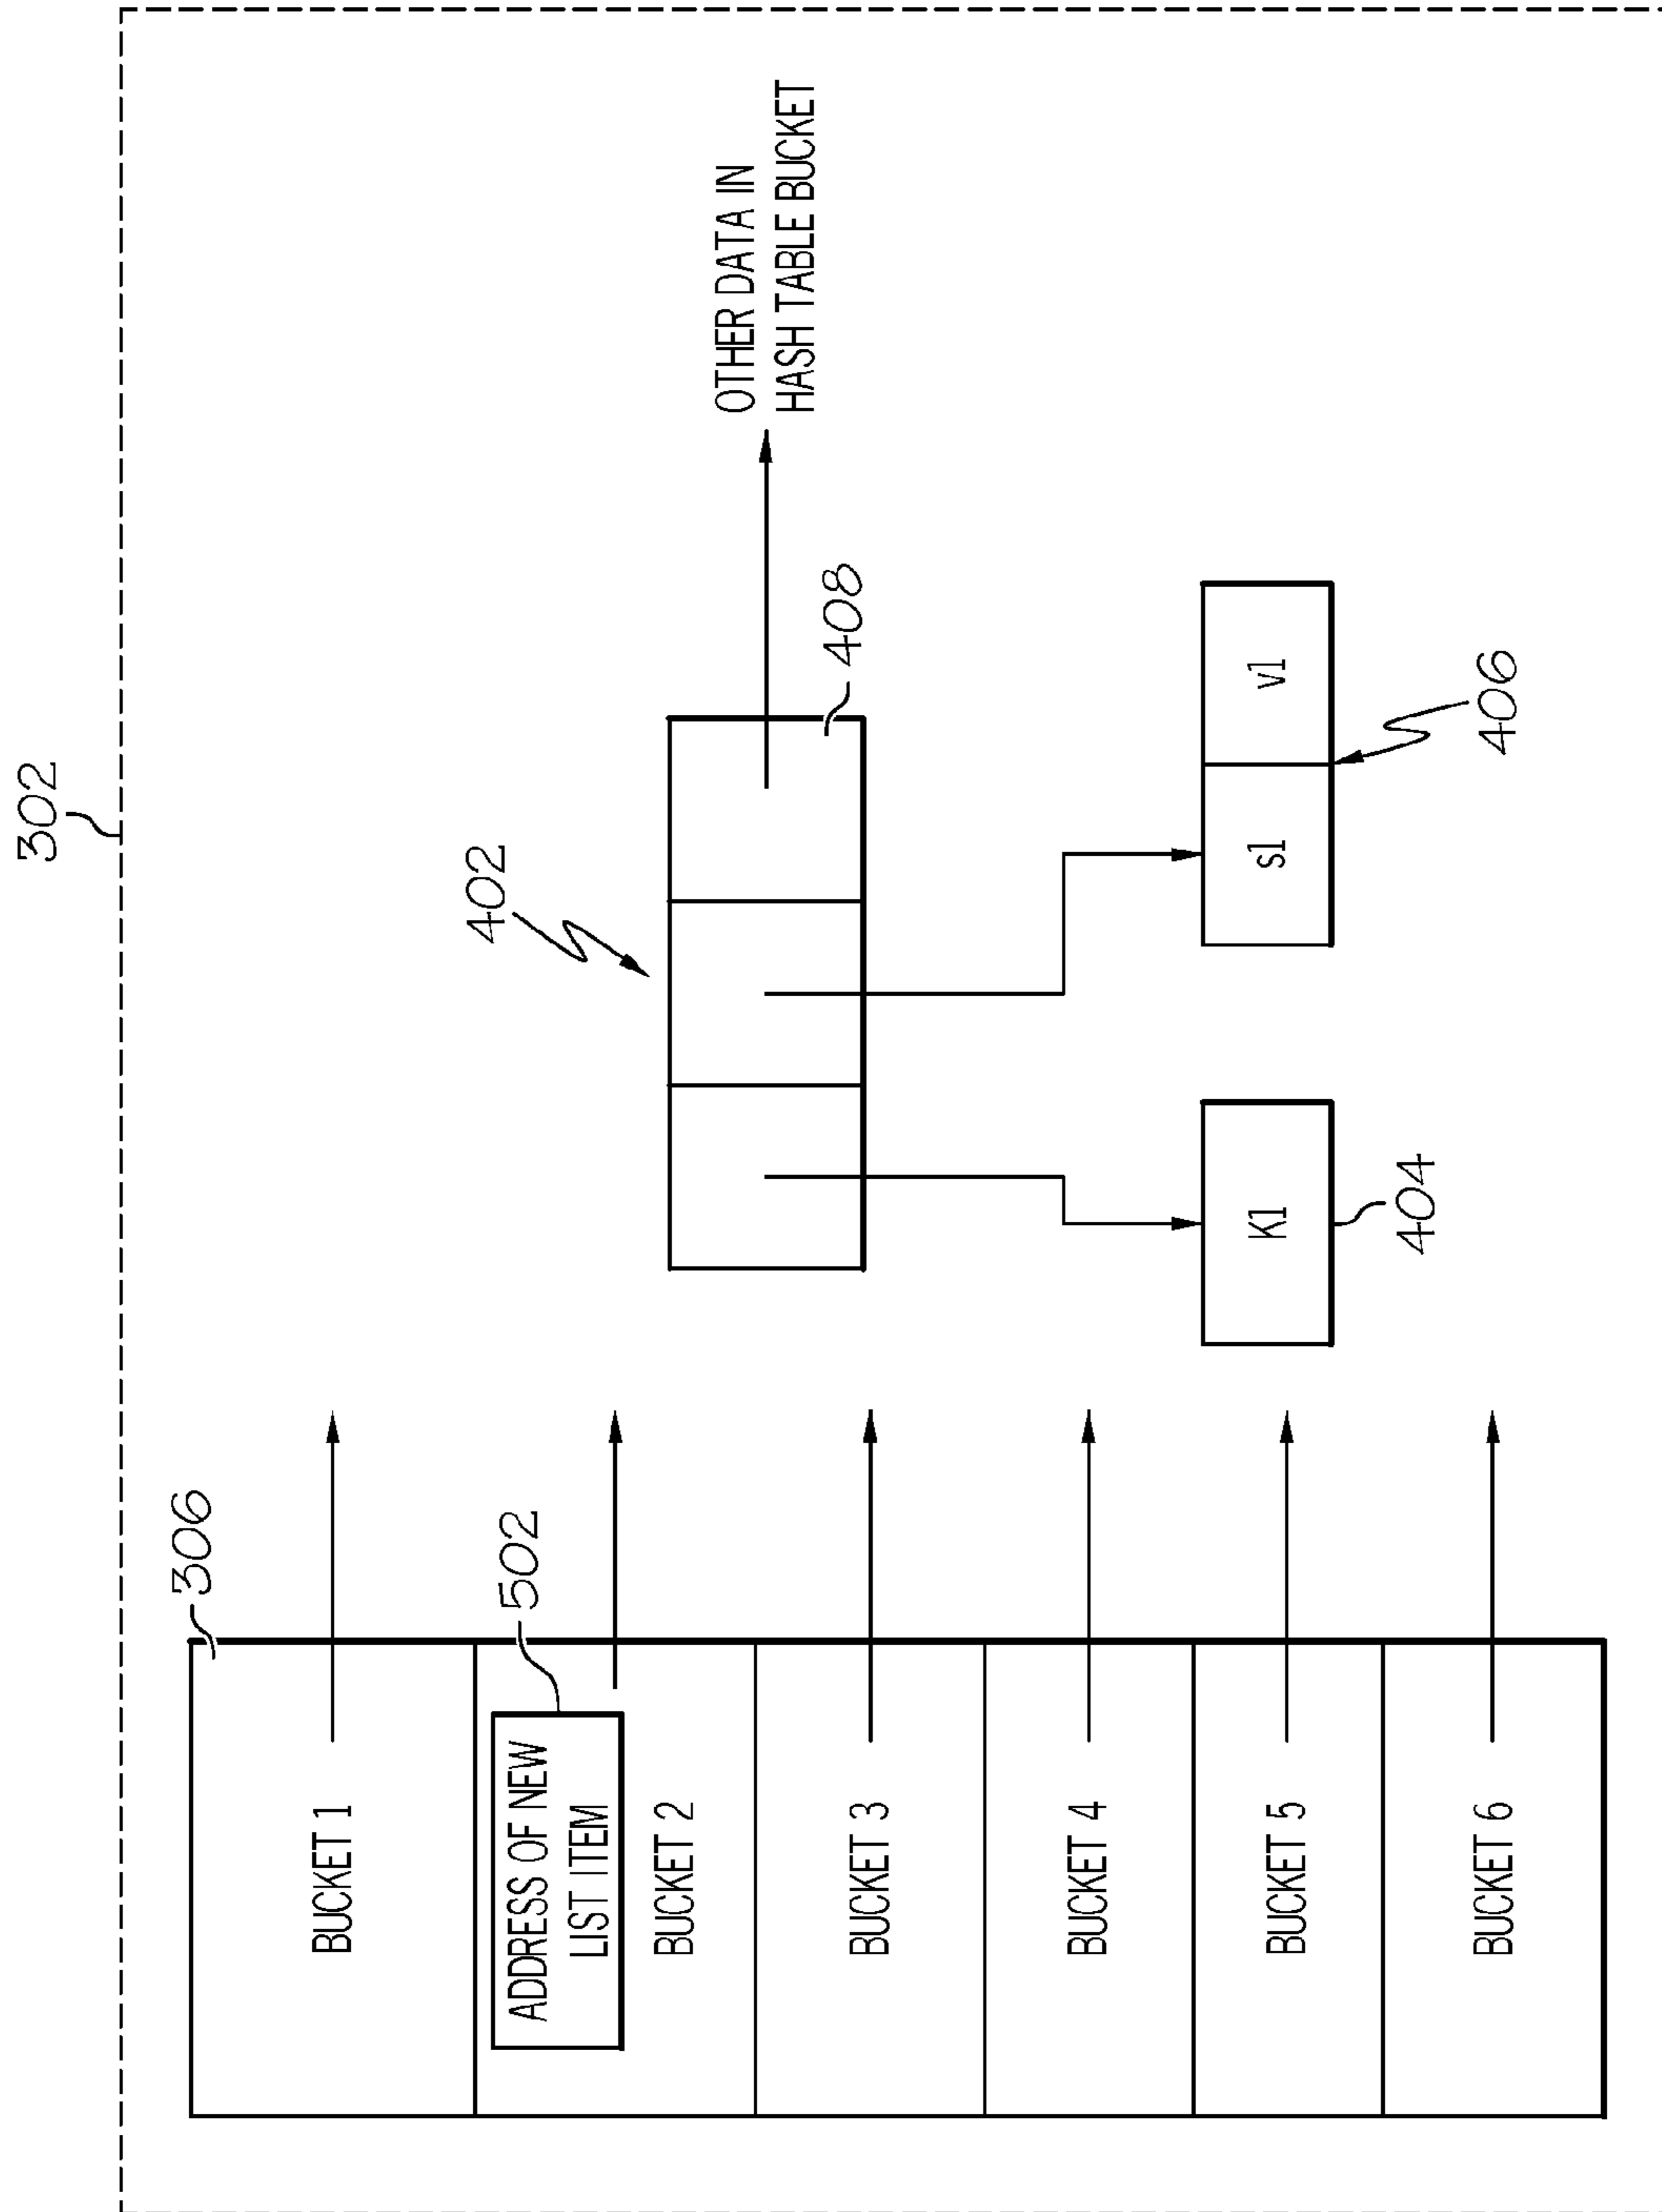 302
306
BUCKET 1
502
ADDRESS OF NEW
LIST ITEM
BUCKET 2
BUCKET 3
BUCKET 4
BUCKET 5
BUCKET 6
402
408
OTHER DATA IN
HASH TABLE BUCKET
K1
404
s1
v1
406